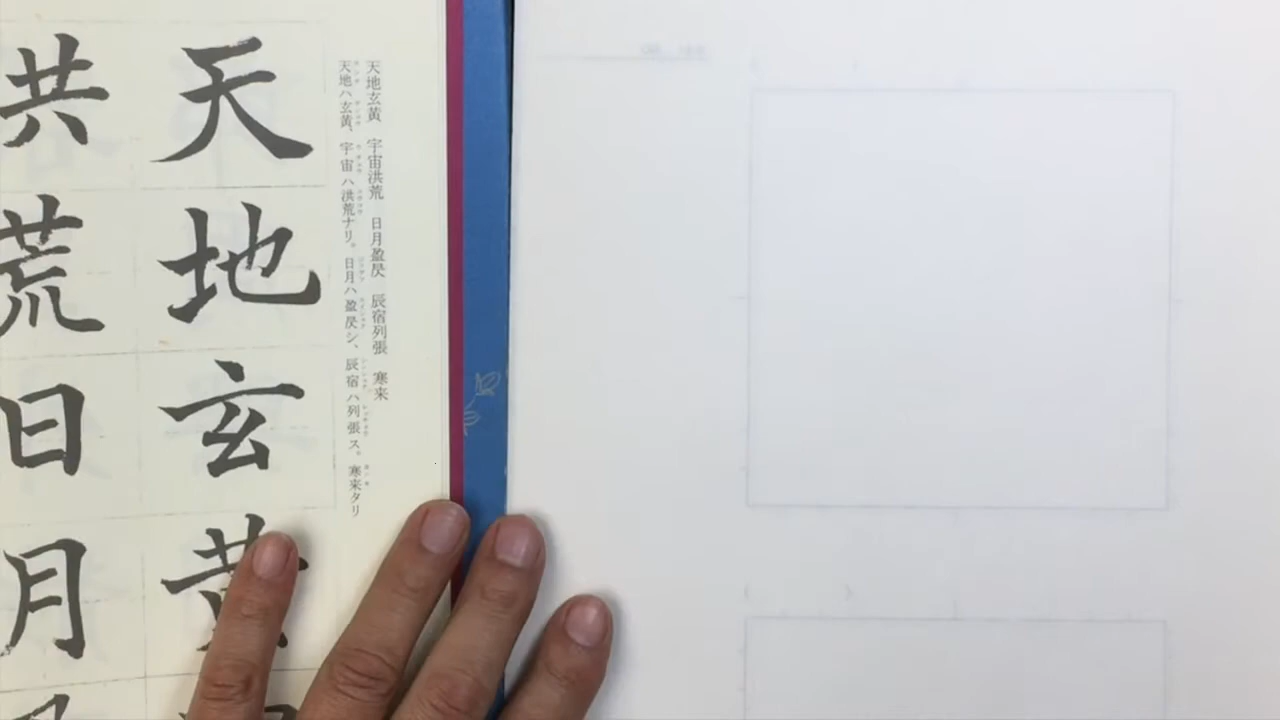 天地玄黄　宇宙洪荒　日月盈昃　辰宿列張　寒来
天地ハ玄黄、宇宙ハ洪荒ナリ。日月ハ盈昃シ、辰宿ハ列張ス。寒来タリ
天地玄黄
洪荒日月